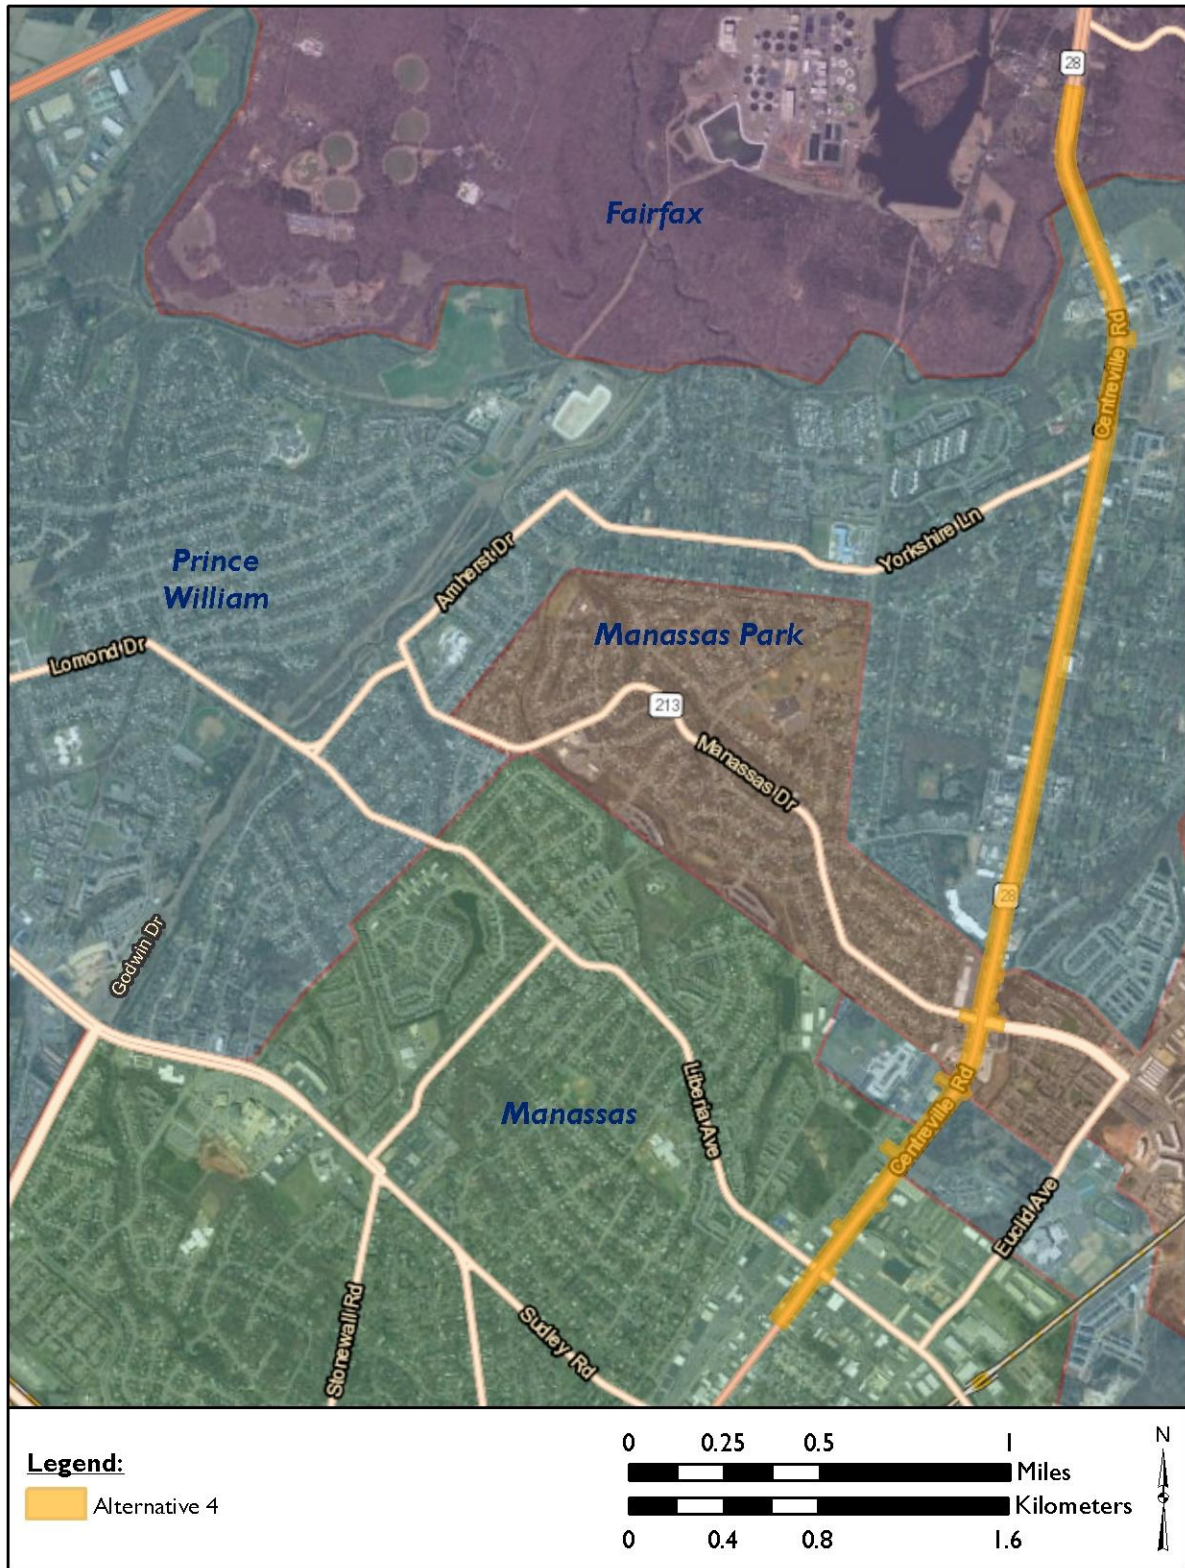 28
Fairfax
Centreville Rd
Yorkshire Ln
Prince
William
Amherst Dr
Manassas Park
Lomond Dr
213
Manassas Dr
28
Godwin Dr
Liberia Ave
Manassas
Centreville Rd
Euclid Ave
Stonewall Rd
Sudley Rd
Legend:
Alternative 4
0 0.25 0.5 1
Miles
Kilometers
0 0.4 0.8 1.6
N